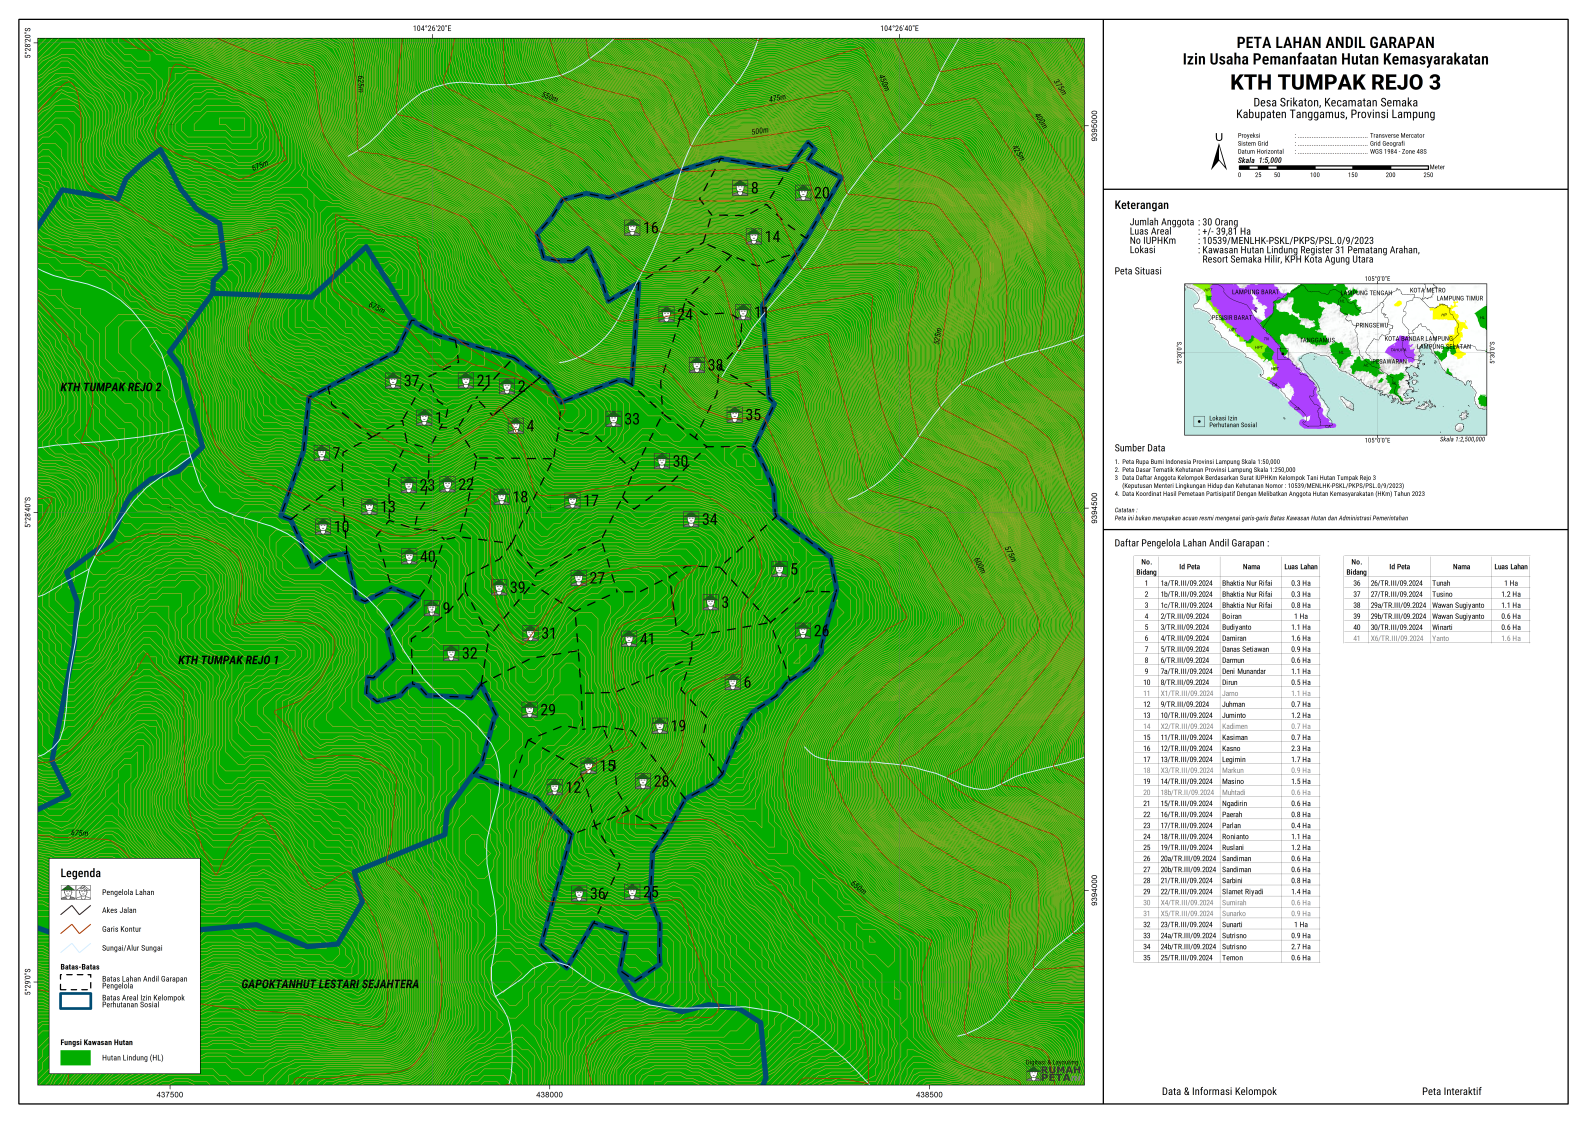 PETA LAHAN ANDIL GARAPAN
Izin Usaha Pemanfaatan Hutan Kemasyarakatan
KTH TUMPAK REJO 3
Desa Srikaton, Kecamatan Semaka
Kabupaten Tanggamus, Provinsi Lampung
U
Proyeksi : Transverse Mercator
Sistem Grid : Grid Geografi
Datum Horizontal : WGS 1984 - Zone 48S
Skala 1:5,000
Meter
0 25 50 100 150 200 250
Keterangan
Jumlah Anggota : 30 Orang
Luas Areal : +/- 39,81 Ha
No IUPHKm : 10539/MENLHK-PSKL/PKPS/PSL.0/9/2023
Lokasi : Kawasan Hutan Lindung Register 31 Pematang Arahan,
Resort Semaka Hilir, KPH Kota Agung Utara
Peta Situasi
105°0'0"E
LAMPUNG BARAT
LAMPUNG TENGAH
KOTA METRO
LAMPUNG TIMUR
PESISIR BARAT
PRINGSEWU
TANGGAMUS
KOTA BANDAR LAMPUNG
LAMPUNG SELATAN
PESAWARAN
5°30'0"S
5°30'0"S
Lokasi Izin
Perhutanan Sosial
105°0'0"E
Skala 1:2,500,000
Sumber Data
1. Peta Rupa Bumi Indonesia Provinsi Lampung Skala 1:50,000
2. Peta Dasar Tematik Kehutanan Provinsi Lampung Skala 1:250,000
3 Data Daftar Anggota Kelompok Berdasarkan Surat IUPHKm Kelompok Tani Hutan Tumpak Rejo 3
(Keputusan Menteri Lingkungan Hidup dan Kehutanan Nomor : 10539/MENLHK-PSKL/PKPS/PSL.0/9/2023)
4. Data Koordinat Hasil Pemetaan Partisipatif Dengan Melibatkan Anggota Hutan Kemasyarakatan (HKm) Tahun 2023
Catatan :
Peta ini bukan merupakan acuan resmi mengenai garis-garis Batas Kawasan Hutan dan Administrasi Pemerintahan
Daftar Pengelola Lahan Andil Garapan :
No. Bidang Id Peta Nama Luas Lahan
1 1a/TR.III/09.2024 Bhaktia Nur Rifai 0.3 Ha
2 1b/TR.III/09.2024 Bhaktia Nur Rifai 0.3 Ha
3 1c/TR.III/09.2024 Bhaktia Nur Rifai 0.8 Ha
4 2/TR.III/09.2024 Boiran 1 Ha
5 3/TR.III/09.2024 Budiyanto 1.1 Ha
6 4/TR.III/09.2024 Damiran 1.6 Ha
7 5/TR.III/09.2024 Danas Setiawan 0.9 Ha
8 6/TR.III/09.2024 Darmun 0.6 Ha
9 7a/TR.III/09.2024 Deni Munandar 1.1 Ha
10 8/TR.III/09.2024 Dirun 0.5 Ha
11 X1/TR.III/09.2024 Jamo 1.1 Ha
12 9/TR.III/09.2024 Juhman 0.7 Ha
13 10/TR.III/09.2024 Juminto 1.2 Ha
14 X2/TR.III/09.2024 Kadimen 0.7 Ha
15 11/TR.III/09.2024 Kasiman 0.7 Ha
16 12/TR.III/09.2024 Kasno 2.3 Ha
17 13/TR.III/09.2024 Legimin 1.7 Ha
18 X3/TR.III/09.2024 Markun 0.9 Ha
19 14/TR.III/09.2024 Masino 1.5 Ha
20 18b/TR.II/09.2024 Muhtadi 0.6 Ha
21 15/TR.III/09.2024 Ngadirin 0.6 Ha
22 16/TR.III/09.2024 Paerah 0.8 Ha
23 17/TR.III/09.2024 Parlan 0.4 Ha
24 18/TR.III/09.2024 Ronianto 1.1 Ha
25 19/TR.III/09.2024 Ruslani 1.2 Ha
26 20a/TR.III/09.2024 Sandiman 0.6 Ha
27 20b/TR.III/09.2024 Sandiman 0.6 Ha
28 21/TR.III/09.2024 Sarbini 0.8 Ha
29 22/TR.III/09.2024 Slamet Riyadi 1.4 Ha
30 X4/TR.III/09.2024 Sumirah 0.6 Ha
31 X5/TR.III/09.2024 Sunarko 0.9 Ha
32 23/TR.III/09.2024 Sunarti 1 Ha
33 24a/TR.III/09.2024 Sutrisno 0.9 Ha
34 24b/TR.III/09.2024 Sutrisno 2.7 Ha
35 25/TR.III/09.2024 Temon 0.6 Ha
No. Bidang Id Peta Nama Luas Lahan
36 26/TR.III/09.2024 Tunah 1 Ha
37 27/TR.III/09.2024 Tusino 1.2 Ha
38 29a/TR.III/09.2024 Wawan Sugiyanto 1.1 Ha
39 29b/TR.III/09.2024 Wawan Sugiyanto 0.6 Ha
40 30/TR.III/09.2024 Winarti 0.6 Ha
41 X6/TR.III/09.2024 Yanto 1.6 Ha
Data & Informasi Kelompok
Peta Interaktif
104°26'20"E
104°26'40"E
5°28'20"S
5°28'40"S
5°29'0"S
9395000
9394500
9394000
437500
438000
438500
625m
550m
475m
450m
375m
400m
425m
500m
675m
675m
525m
575m
600m
650m
675m
8
20
16
14
24
11
38
37
21
2
1
4
33
35
7
30
23
22
18
17
13
10
34
40
27
5
39
3
9
31
41
26
32
6
29
19
15
28
12
36
25
KTH TUMPAK REJO 2
KTH TUMPAK REJO 1
GAPOKTANHUT LESTARI SEJAHTERA
Legenda
Pengelola Lahan
Akes Jalan
Garis Kontur
Sungai/Alur Sungai
Batas-Batas
Batas Lahan Andil Garapan
Pengelola
Batas Areal Izin Kelompok
Perhutanan Sosial
Fungsi Kawasan Hutan
Hutan Lindung (HL)
Digitasi & Layouting
RUMAH
PETA